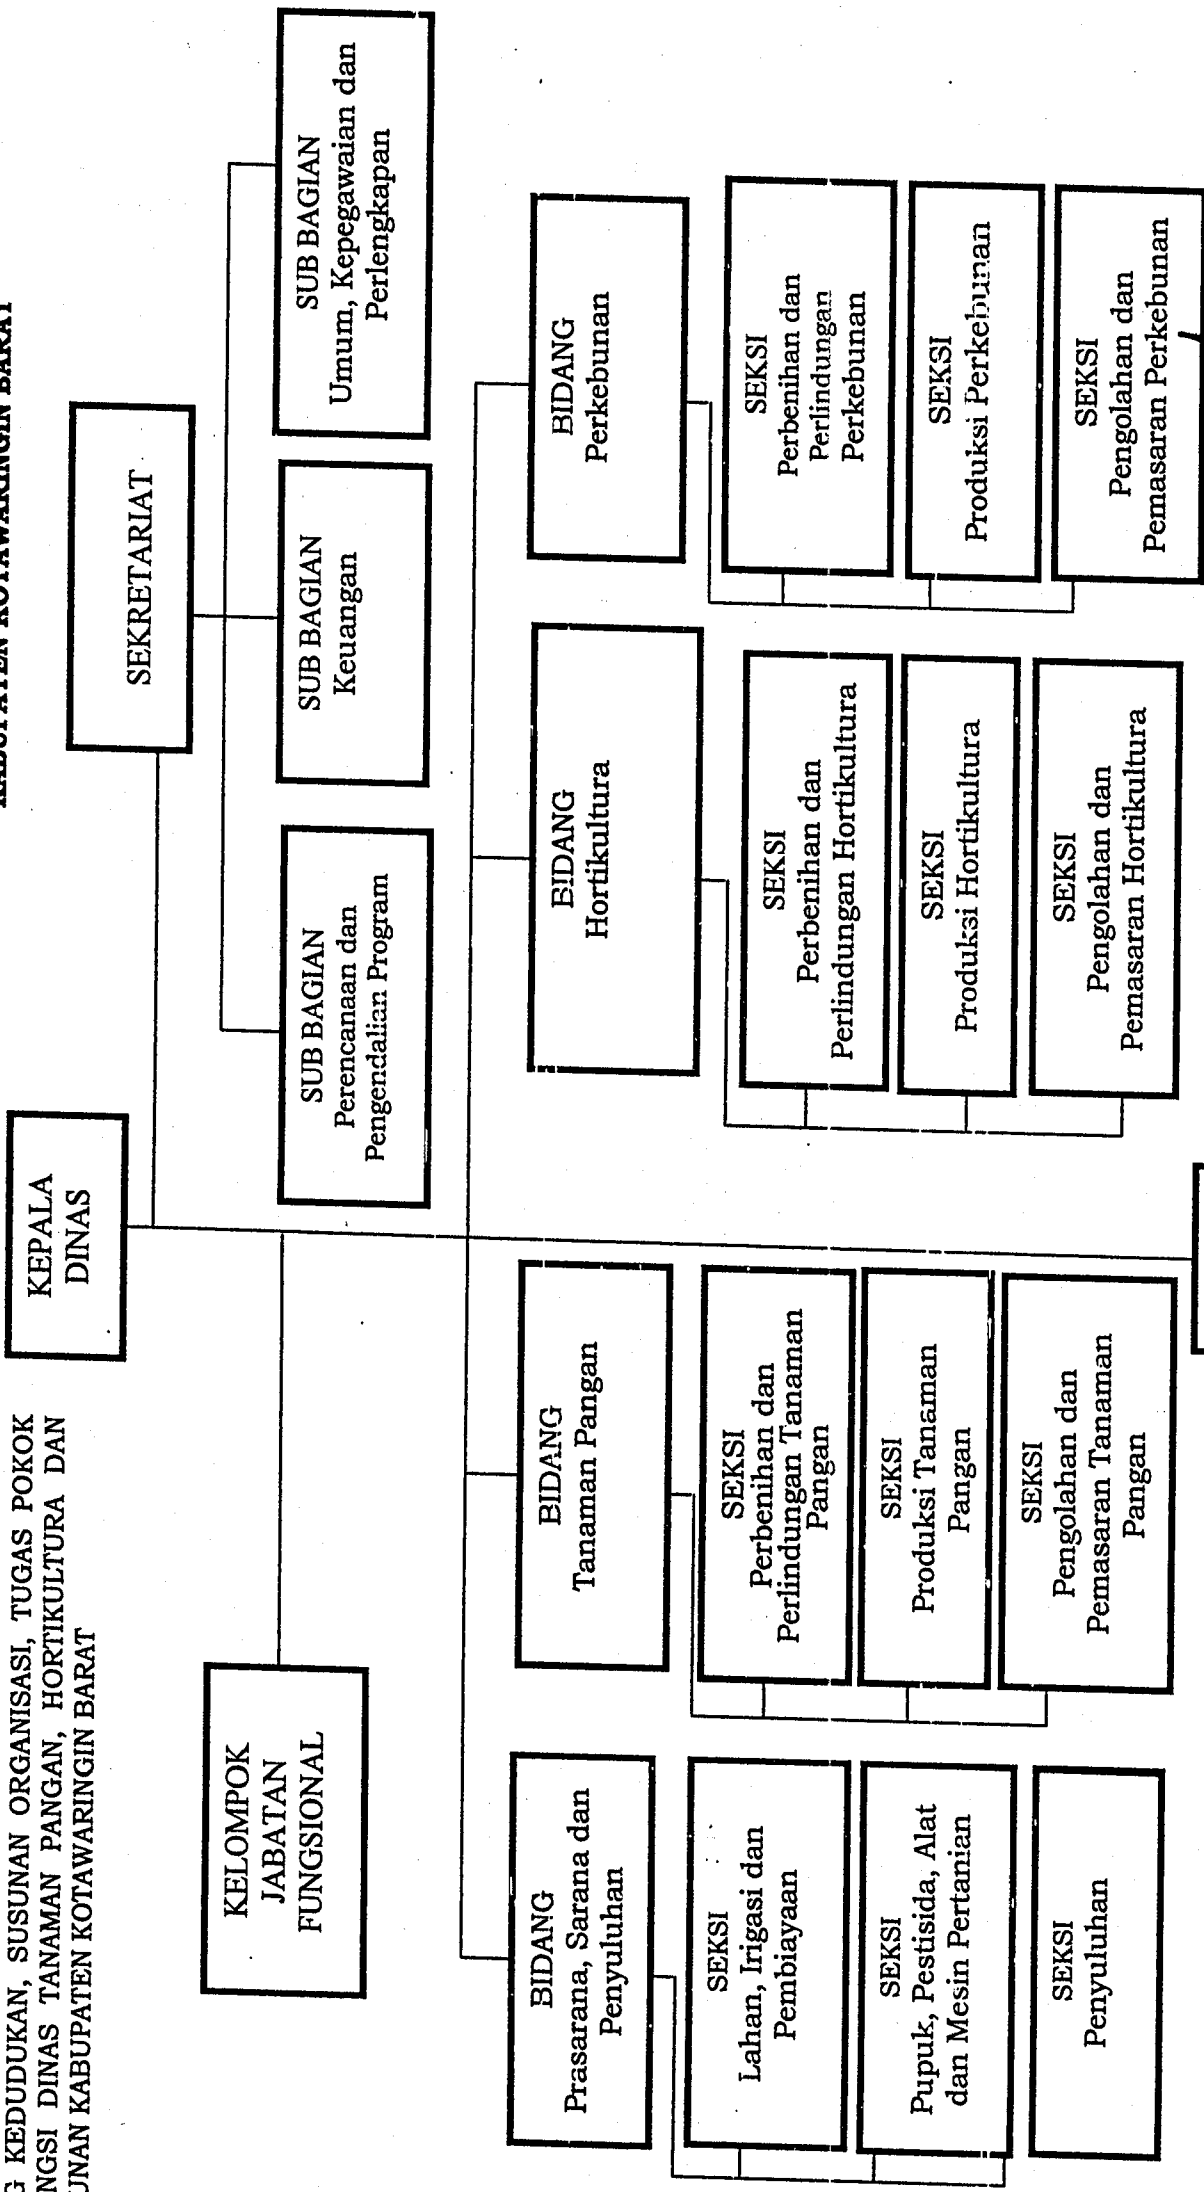 KEDUDUKAN, SUSUNAN ORGANISASI, TUGAS POKOK
DINAS TANAMAN PANGAN, HORTIKULTURA DAN
KABUPATEN KOTAWARINGIN BARAT
KABUPATEN KOTAWARINGIN BARAT
KEPALA
DINAS
SEKRETARIAT
KELOMPOK
JABATAN
FUNGSIONAL
SUB BAGIAN
Perencanaan dan
Pengendalian Program
SUB BAGIAN
Keuangan
SUB BAGIAN
Umum, Kepegawaian dan
Perlengkapan
BIDANG
Prasarana, Sarana dan
Penyuluhan
SEKSI
Lahan, Irigasi dan
Pembiayaan
SEKSI
Pupuk, Pestisida, Alat
dan Mesin Pertanian
SEKSI
Penyuluhan
BIDANG
Tanaman Pangan
SEKSI
Perbenihan dan
Perlindungan Tanaman
Pangan
SEKSI
Produksi Tanaman
Pangan
SEKSI
Pengolahan dan
Pemasaran Tanaman
Pangan
BIDANG
Hortikultura
SEKSI
Perbenihan dan
Perlindungan Hortikultura
SEKSI
Produksi Hortikultura
SEKSI
Pengolahan dan
Pemasaran Hortikultura
BIDANG
Perkebunan
SEKSI
Perbenihan dan
Perlindungan
Perkebunan
SEKSI
Produksi Perkebunan
SEKSI
Pengolahan dan
Pemasaran Perkebunan